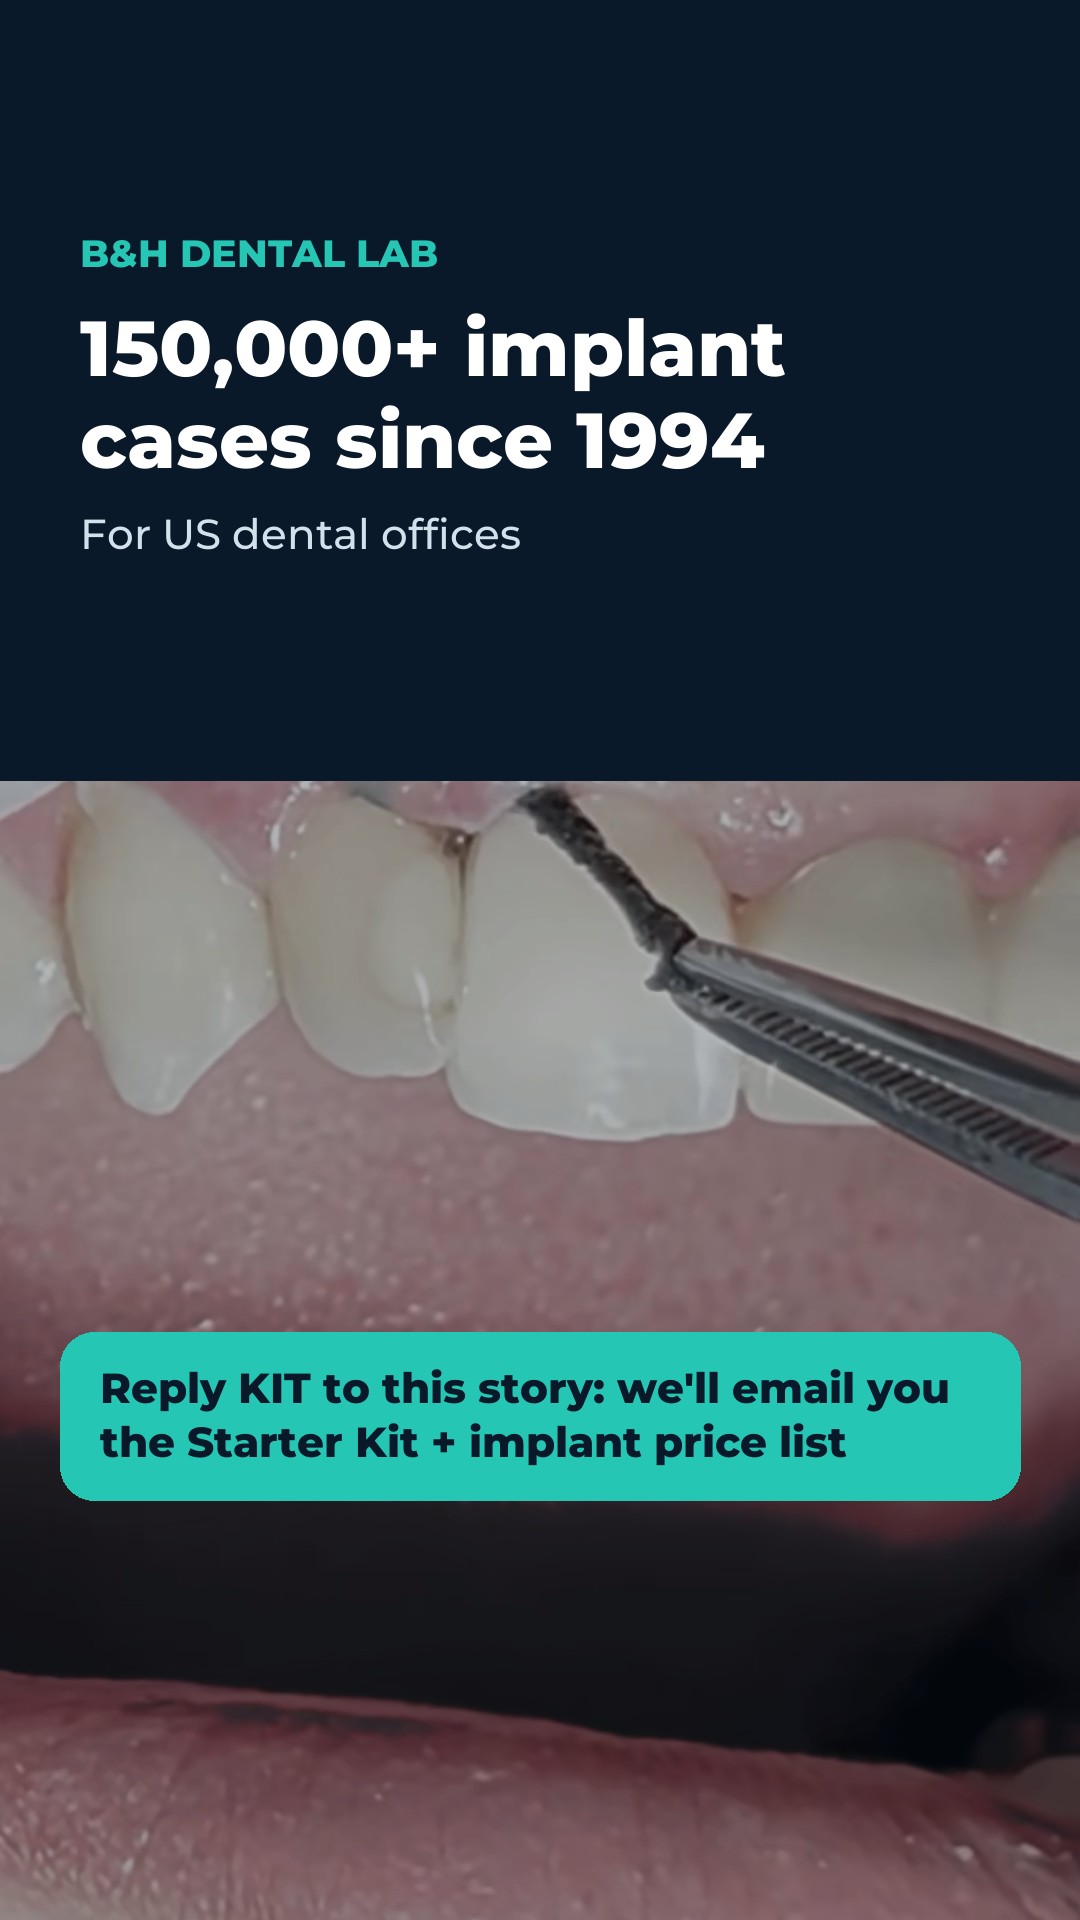 B&H DENTAL LAB
150,000+ implant
cases since 1994
For US dental offices
Reply KIT to this story: we'll email you
the Starter Kit + implant price list